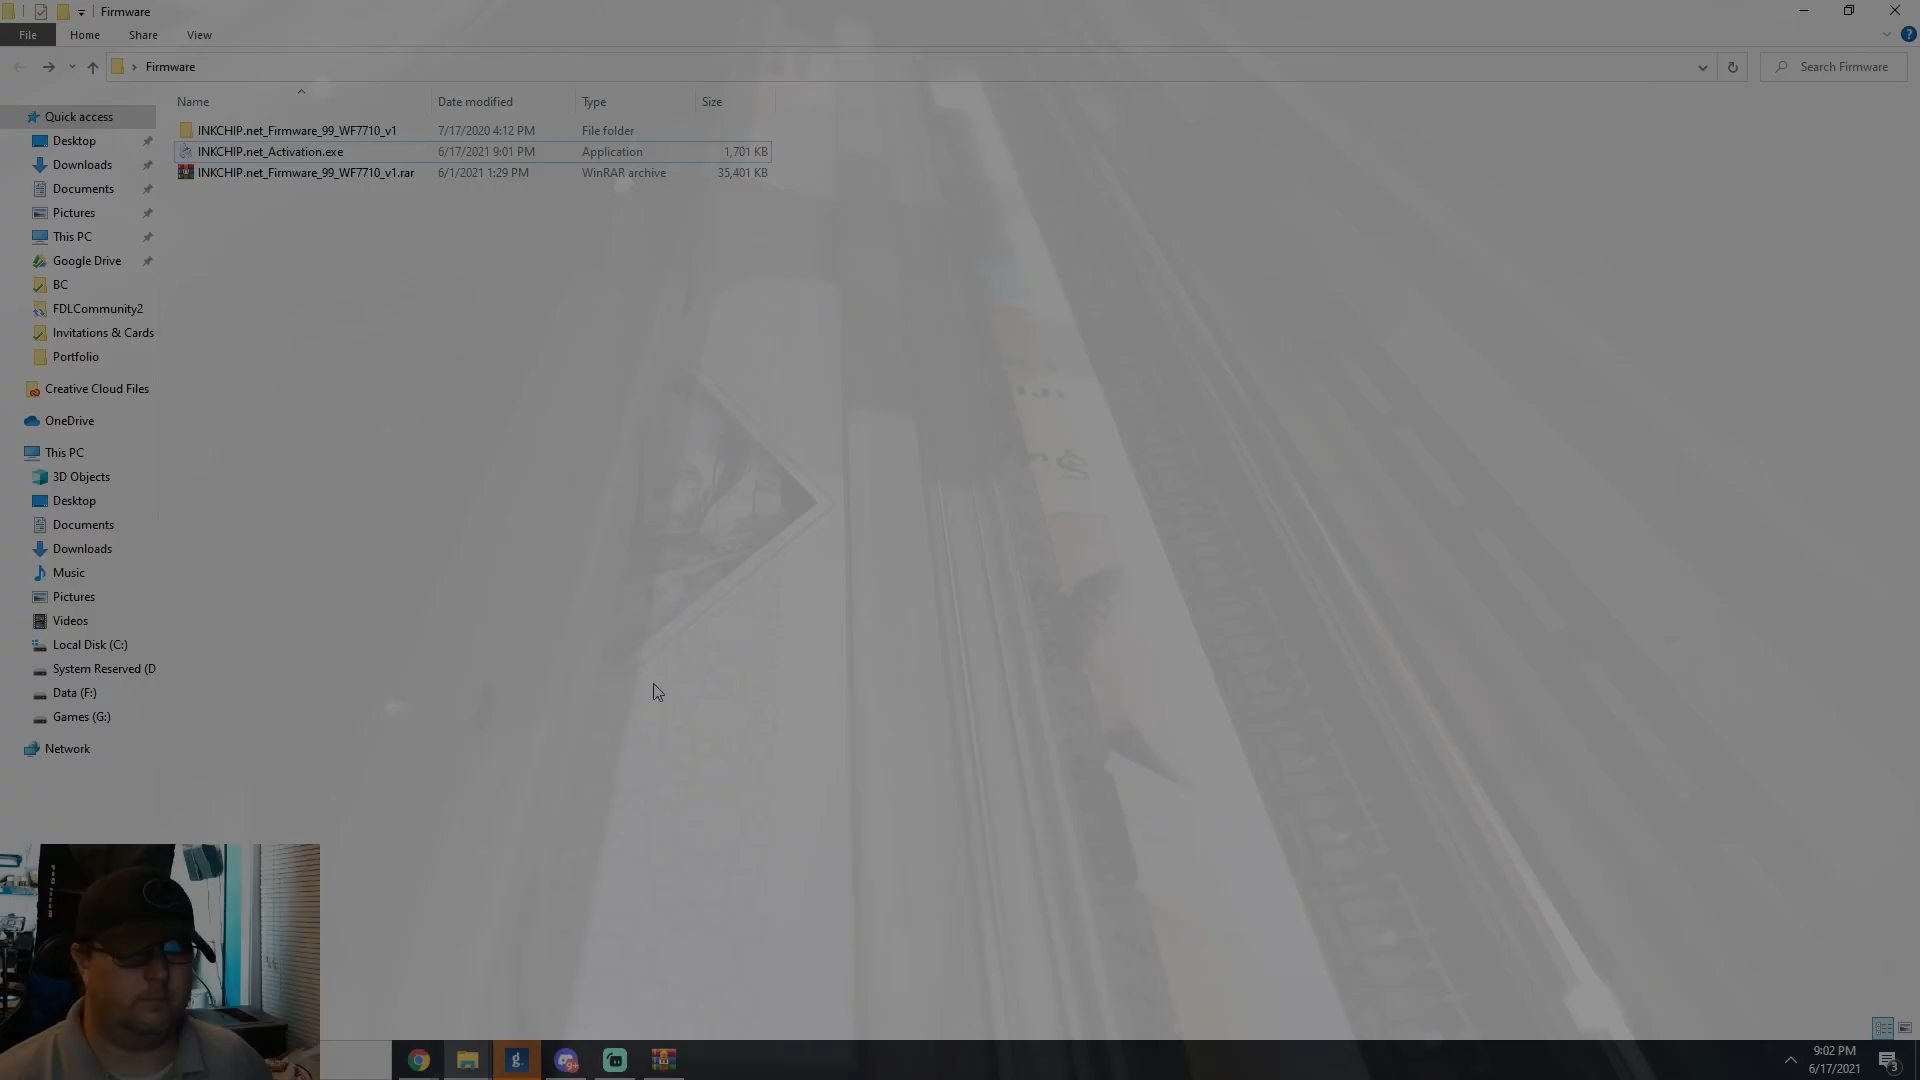 Firmware
File Home Share View
Firmware
Search Firmware
Name Date modified Type Size
INKCHIP.net_Firmware_99_WF7710_v1 7/17/2020 4:12 PM File folder
INKCHIP.net_Activation.exe 6/17/2021 9:01 PM Application 1,701 KB
INKCHIP.net_Firmware_99_WF7710_v1.rar 6/1/2021 1:29 PM WinRAR archive 35,401 KB
Quick access
Desktop
Downloads
Documents
Pictures
This PC
Google Drive
BC
FDLCommunity2
Invitations & Cards
Portfolio
Creative Cloud Files
OneDrive
This PC
3D Objects
Desktop
Documents
Downloads
Music
Pictures
Videos
Local Disk (C:)
System Reserved (D
Data (F:)
Games (G:)
Network
g.
9+
9:02 PM
6/17/2021
3